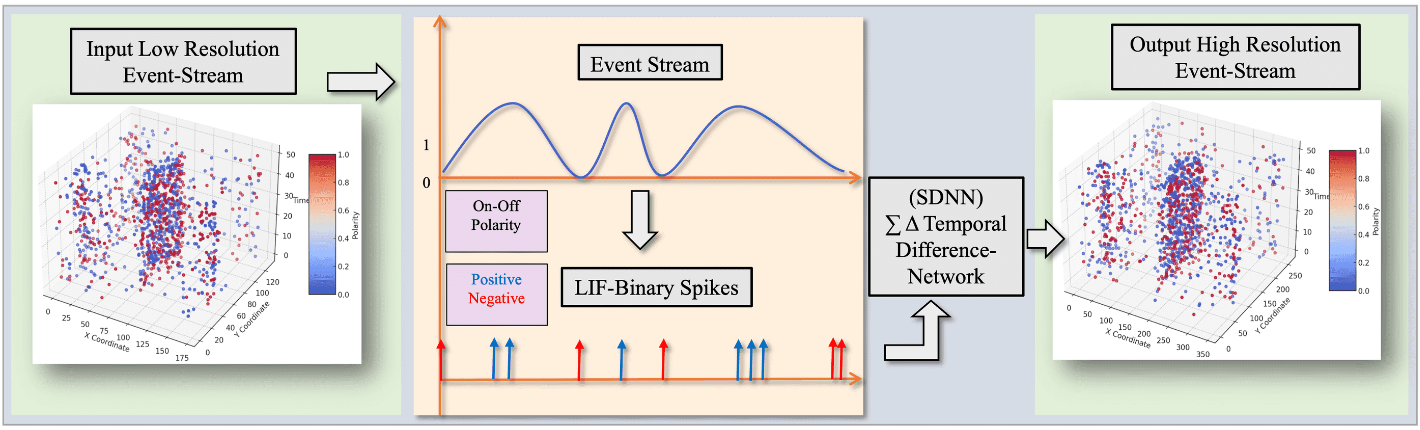 Input Low Resolution
Event-Stream
50
40
30
20
10
0
Time
1.0
0.8
0.6
0.4
0.2
0.0
Polarity
0
25
50
75
100
125
150
175
X Coordinate
0
20
40
60
80
100
120
Y Coordinate
Event Stream
1
0
On-Off
Polarity
Positive
Negative
LIF-Binary Spikes
(SDNN)
∑ Δ Temporal
Difference-
Network
Output High Resolution
Event-Stream
50
40
30
20
10
0
Time
1.0
0.8
0.6
0.4
0.2
0.0
Polarity
0
50
100
150
200
250
300
350
X Coordinate
0
50
100
150
200
250
Y Coordinate